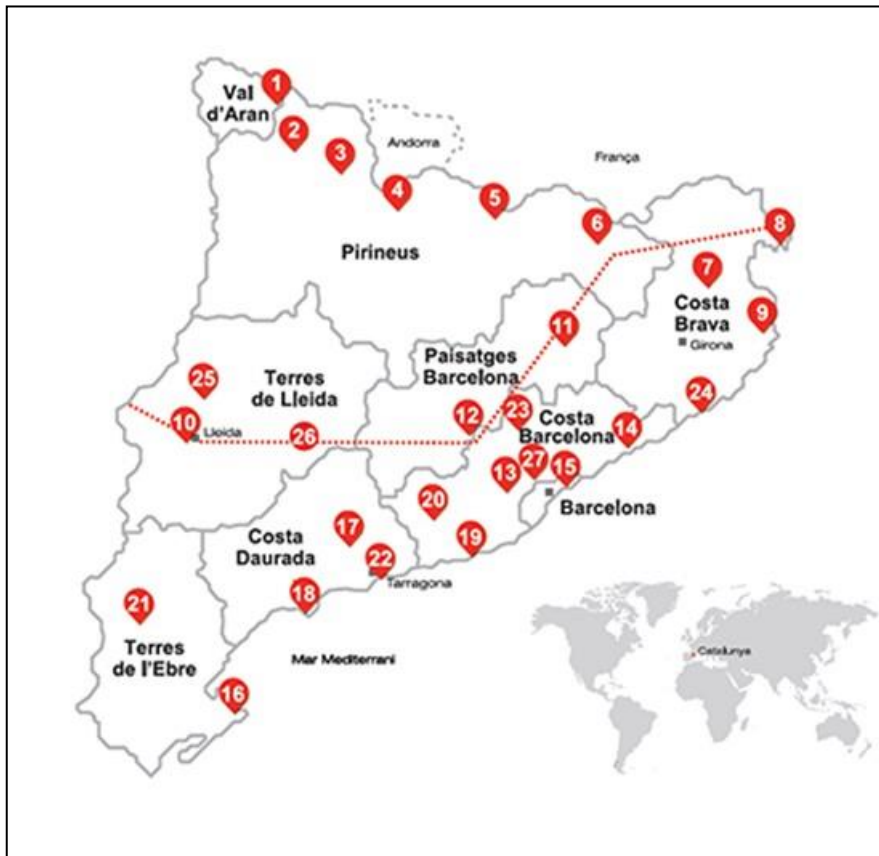 1
Val
d'Aran
2
Andorra
3
França
4
5
6
8
Pirineus
7
Costa
Brava
9
11
Girona
Paisatges
Barcelona
25
Terres
de Lleida
24
10
Lleida
26
12
23
Costa
Barcelona
14
13
27
15
20
Barcelona
17
Costa
Daurada
19
22
Tarragona
18
21
Terres
de l'Ebre
Mar Mediterrani
Catalunya
16